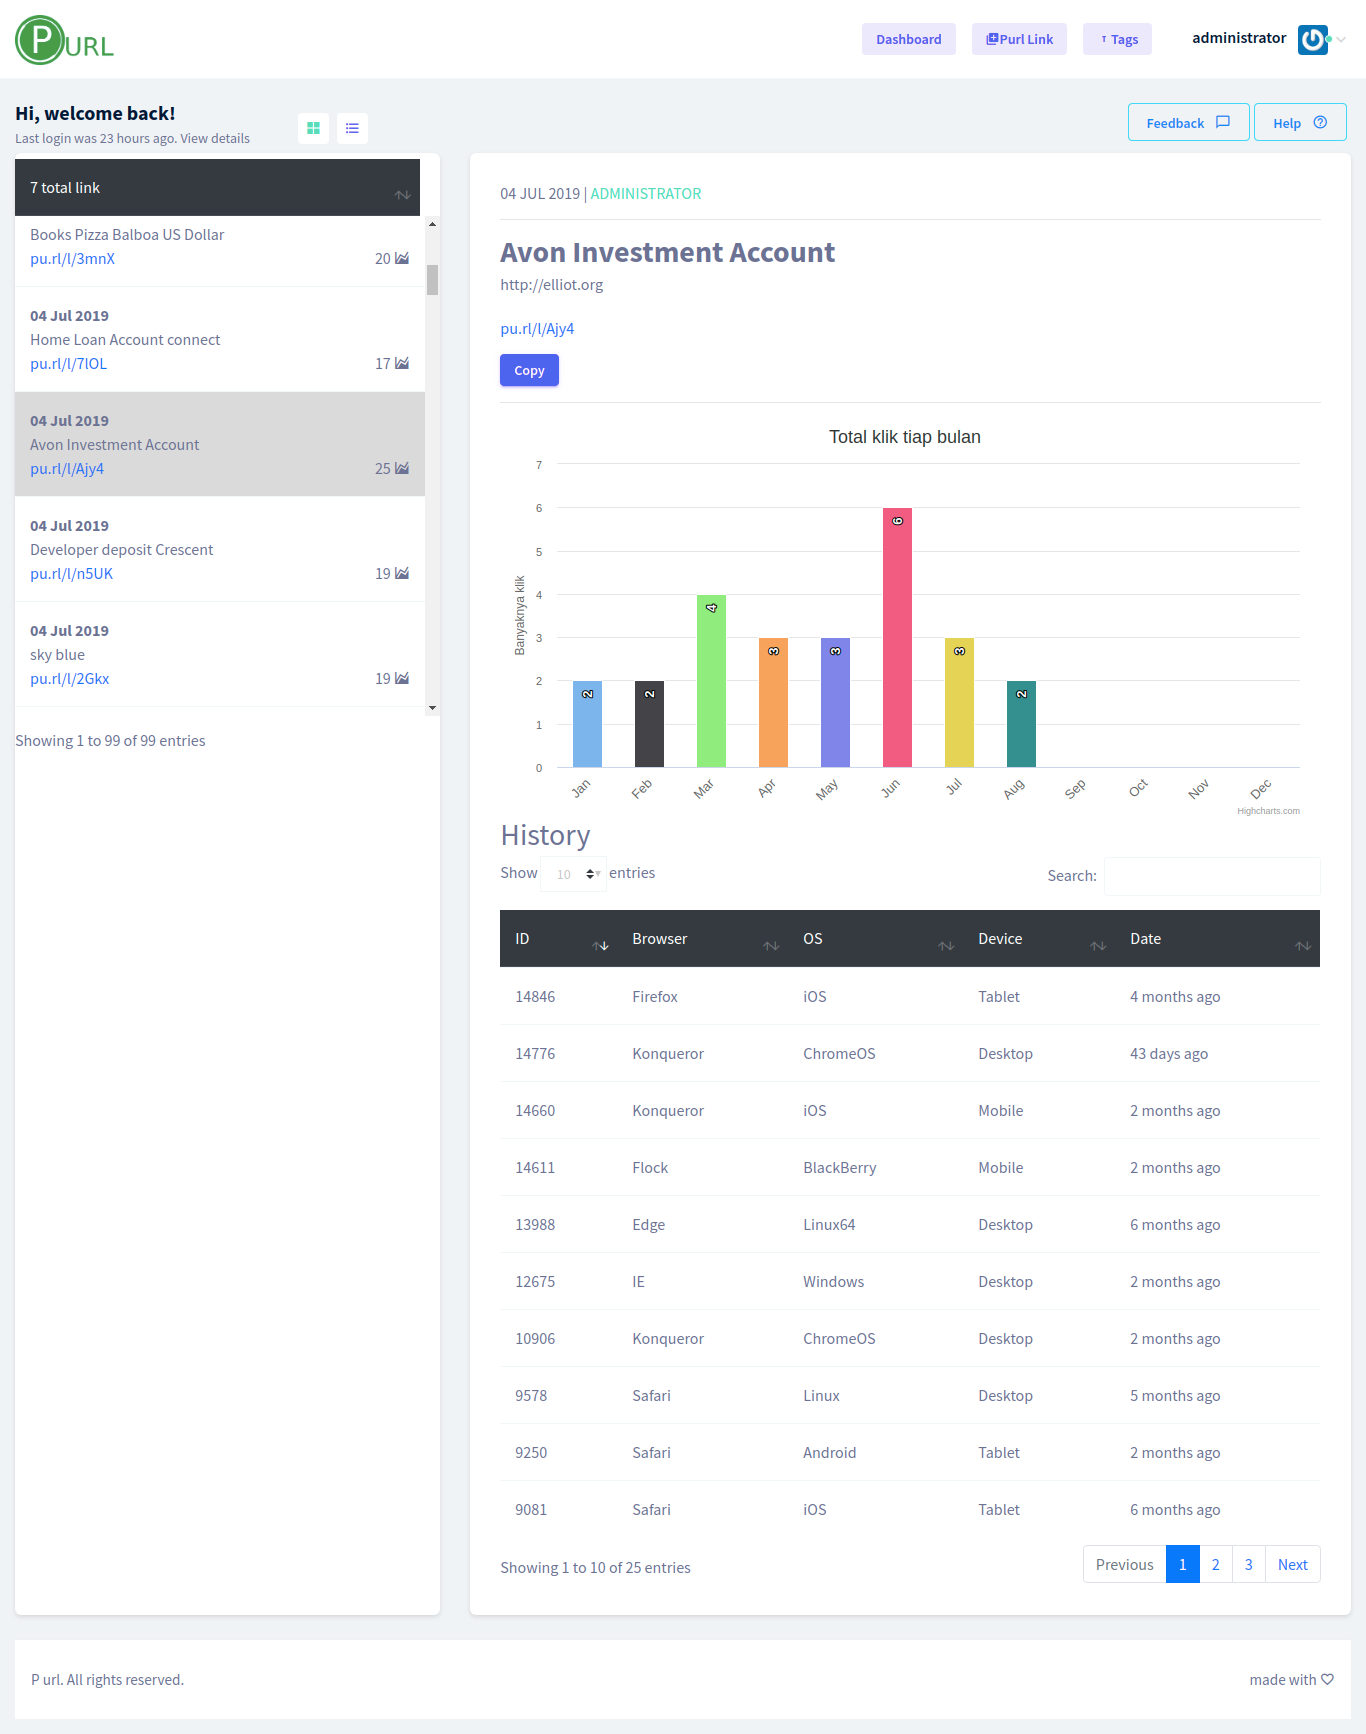 PURL
Dashboard
Purl Link
Tags
administrator
Hi, welcome back!
Last login was 23 hours ago. View details
Feedback
Help
7 total link
Books Pizza Balboa US Dollar
pu.rl/l/3mnX 20
04 Jul 2019
Home Loan Account connect
pu.rl/l/7lOL 17
04 Jul 2019
Avon Investment Account
pu.rl/l/Ajy4 25
04 Jul 2019
Developer deposit Crescent
pu.rl/l/n5UK 19
04 Jul 2019
sky blue
pu.rl/l/2Gkx 19
Showing 1 to 99 of 99 entries
04 JUL 2019 | ADMINISTRATOR
Avon Investment Account
http://elliot.org
pu.rl/l/Ajy4
Copy
Total klik tiap bulan
Banyaknya klik
7
6
5
4
3
2
1
0
2 2 4 3 3 6 3 2
Jan Feb Mar Apr May Jun Jul Aug Sep Oct Nov Dec
Highcharts.com
History
Show 10 entries
Search:
ID Browser OS Device Date
14846 Firefox iOS Tablet 4 months ago
14776 Konqueror ChromeOS Desktop 43 days ago
14660 Konqueror iOS Mobile 2 months ago
14611 Flock BlackBerry Mobile 2 months ago
13988 Edge Linux64 Desktop 6 months ago
12675 IE Windows Desktop 2 months ago
10906 Konqueror ChromeOS Desktop 2 months ago
9578 Safari Linux Desktop 5 months ago
9250 Safari Android Tablet 2 months ago
9081 Safari iOS Tablet 6 months ago
Showing 1 to 10 of 25 entries
Previous 1 2 3 Next
P url. All rights reserved.
made with